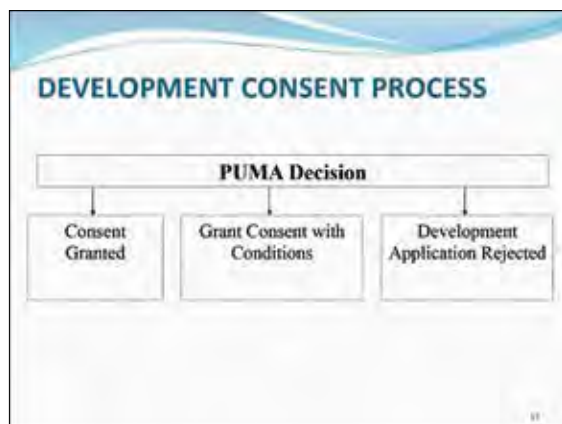 DEVELOPMENT CONSENT PROCESS
PUMA Decision
Consent
Granted
Grant Consent with
Conditions
Development
Application Rejected